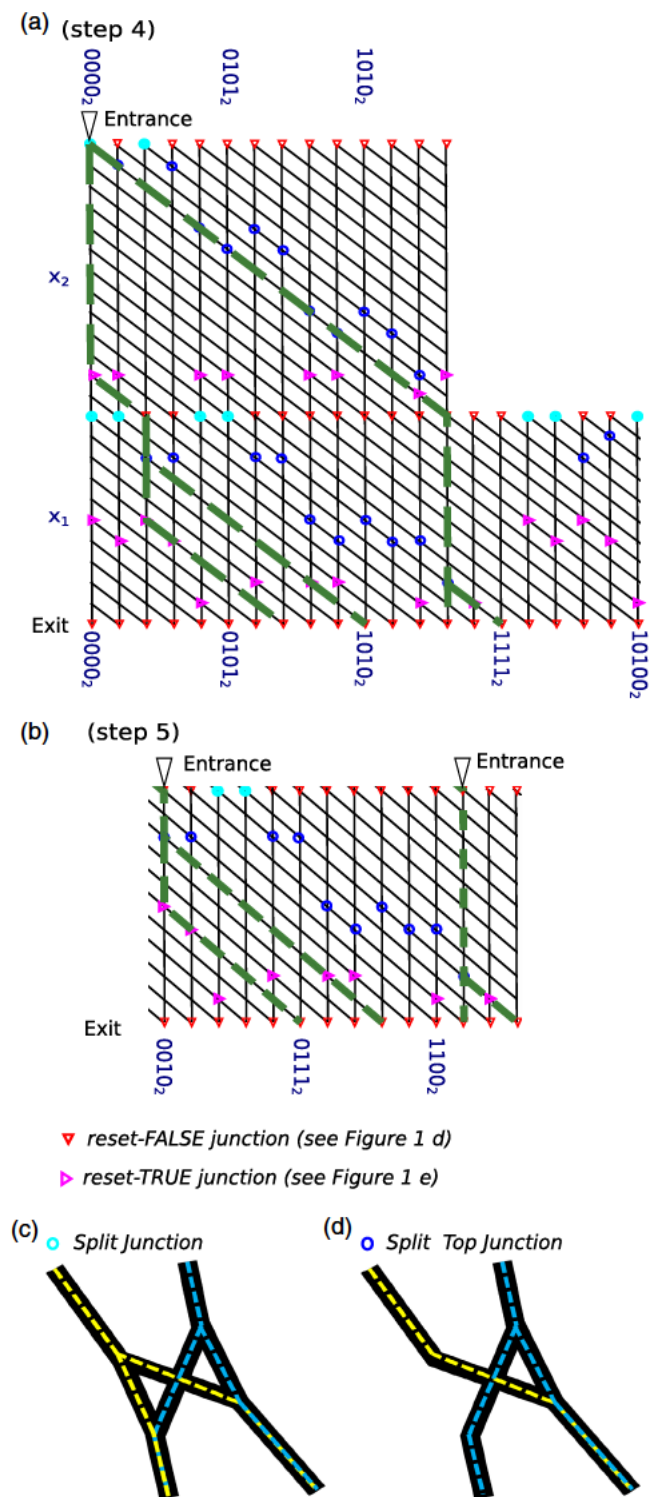 (a) (step 4)
0000₂ 0101₂ 1010₂
Entrance
x₂
x₁
Exit
0000₂ 0101₂ 1010₂ 1111₂ 10100₂
(b) (step 5)
Entrance Entrance
Exit
0010₂ 0111₂ 1100₂
reset-FALSE junction (see Figure 1 d)
reset-TRUE junction (see Figure 1 e)
(c) Split Junction (d) Split Top Junction